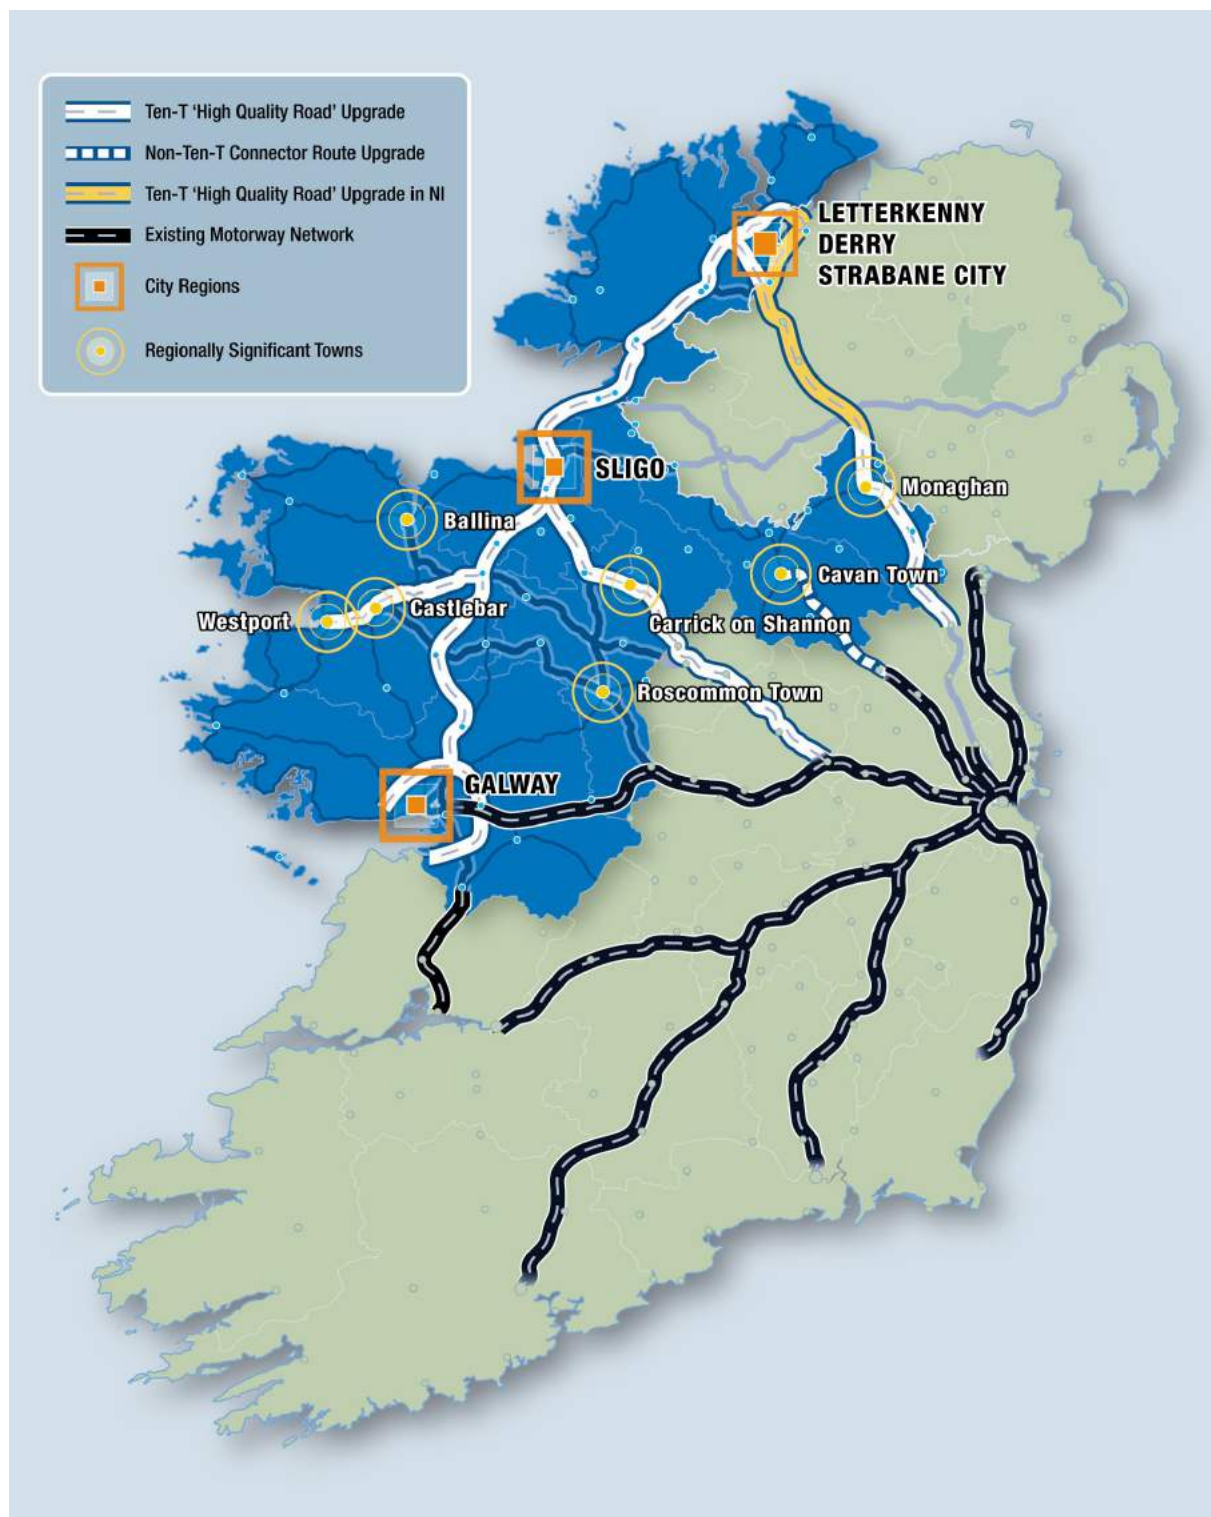 Ten-T ‘High Quality Road’ Upgrade
Non-Ten-T Connector Route Upgrade
Ten-T ‘High Quality Road’ Upgrade in NI
Existing Motorway Network
City Regions
Regionally Significant Towns
LETTERKENNY
DERRY
STRABANE CITY
SLIGO
Monaghan
Ballina
Cavan Town
Castlebar
Westport
Carrick on Shannon
Roscommon Town
GALWAY